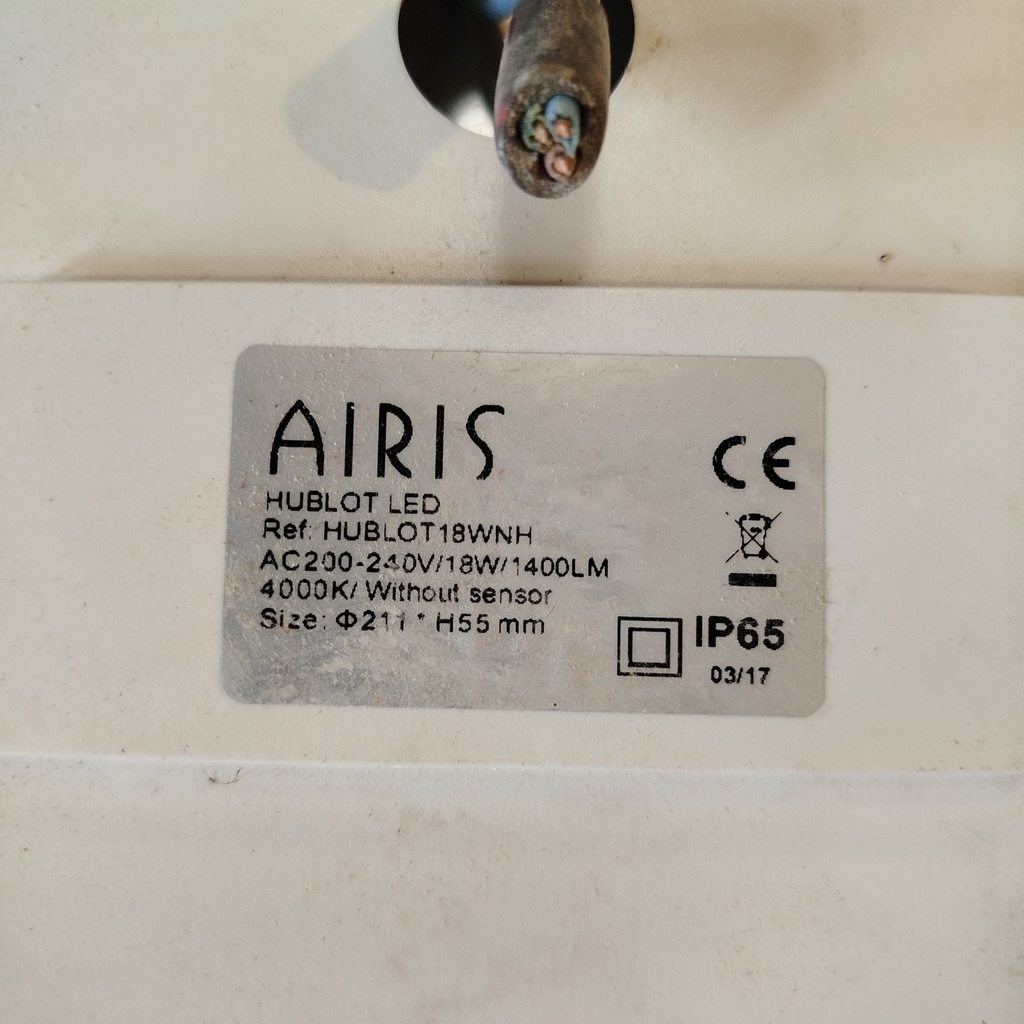 AIRIS
CE
HUBLOT LED
Ref: HUBLOT18WNH
AC200-240V/18W/1400LM
4000K/ Without sensor
Size: Φ211 * H55 mm
IP65
03/17